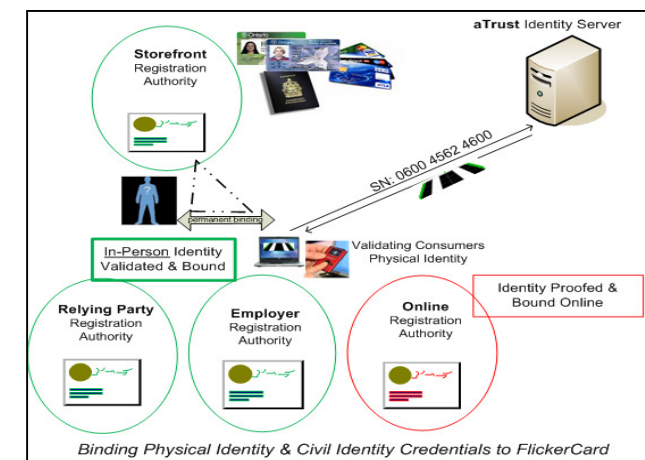 aTrust Identity Server
Storefront
Registration
Authority
SN: 0600 4562 4600
permanent binding
In-Person Identity
Validated & Bound
Validating Consumers
Physical Identity
Identity Proofed &
Bound Online
Relying Party
Registration
Authority
Employer
Registration
Authority
Online
Registration
Authority
Binding Physical Identity & Civil Identity Credentials to FlickerCard